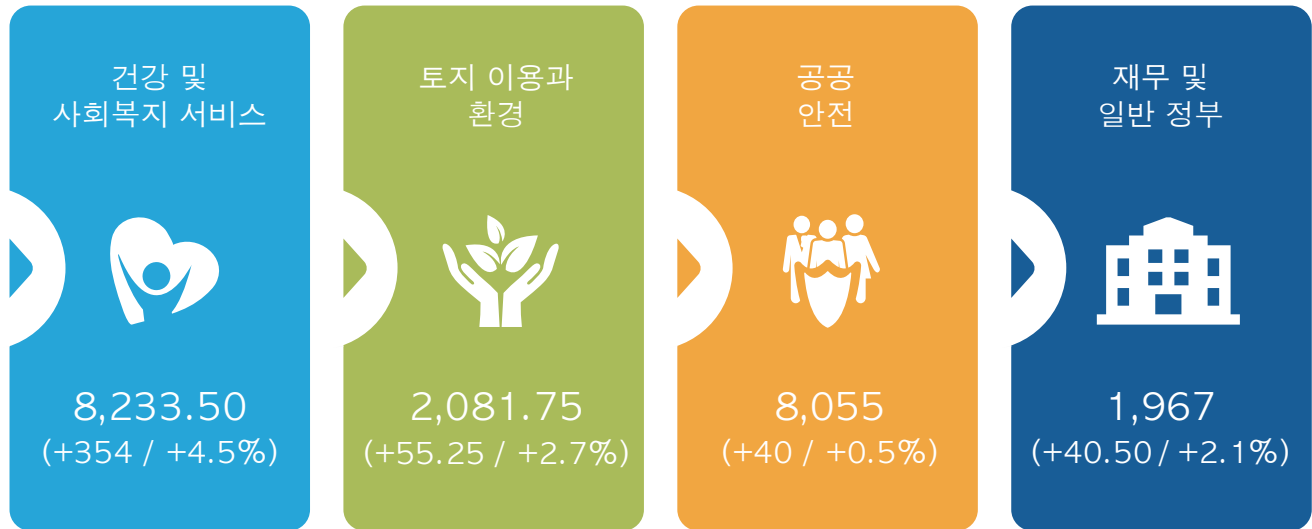 건강 및
사회복지 서비스
8,233.50
(+354 / +4.5%)
토지 이용과
환경
2,081.75
(+55.25 / +2.7%)
공공
안전
8,055
(+40 / +0.5%)
재무 및
일반 정부
1,967
(+40.50 / +2.1%)